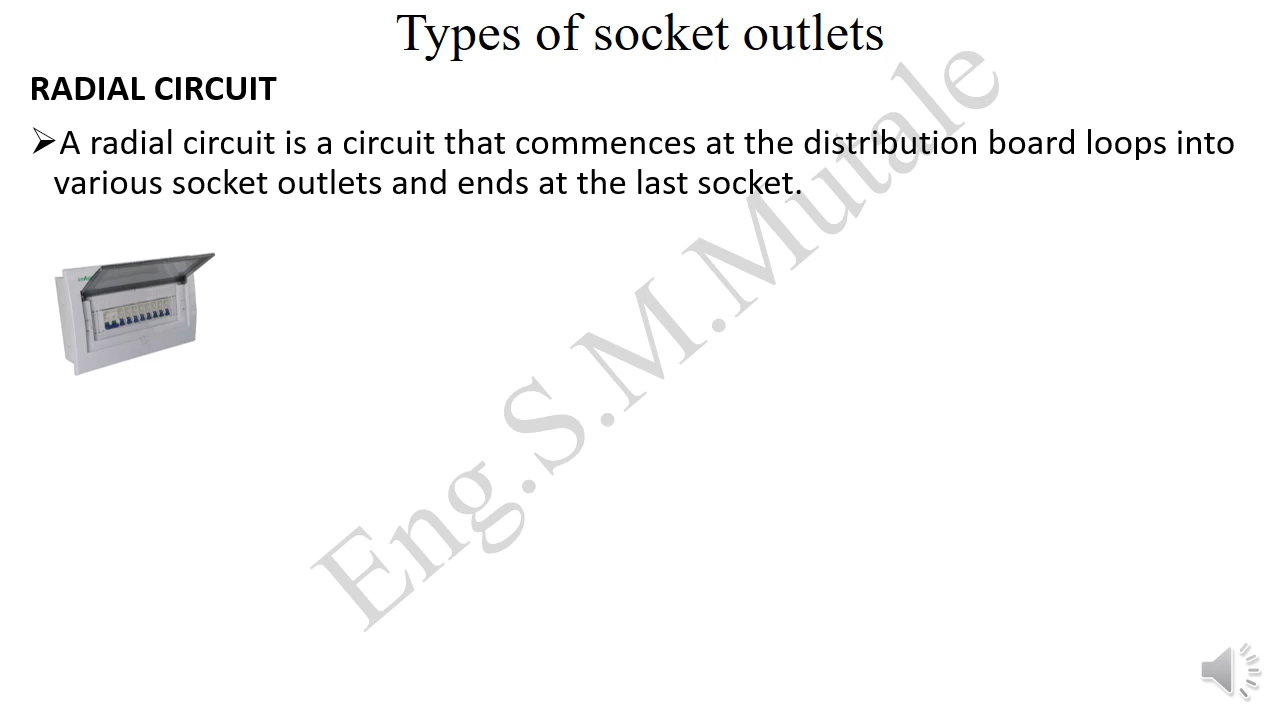 Types of socket outlets
RADIAL CIRCUIT
➢A radial circuit is a circuit that commences at the distribution board loops into
various socket outlets and ends at the last socket.
Eng.S.M.Mutale